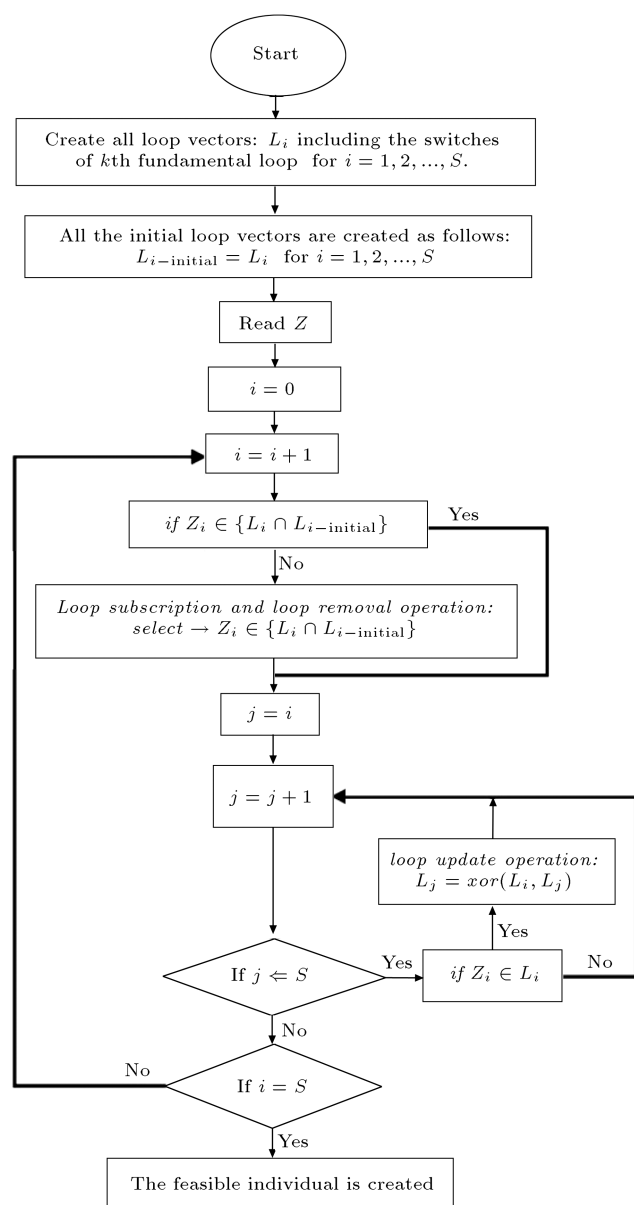 Start
Create all loop vectors: L_i including the switches
of kth fundamental loop for i = 1, 2, ..., S.
All the initial loop vectors are created as follows:
L_{i−initial} = L_i for i = 1, 2, ..., S
Read Z
i = 0
i = i + 1
if Z_i ∈ {L_i ∩ L_{i−initial}}
Yes
No
Loop subscription and loop removal operation:
select → Z_i ∈ {L_i ∩ L_{i−initial}}
j = i
j = j + 1
loop update operation:
L_j = xor(L_i, L_j)
Yes
If j ⇐ S
Yes
if Z_i ∈ L_i
No
No
If i = S
No
Yes
The feasible individual is created